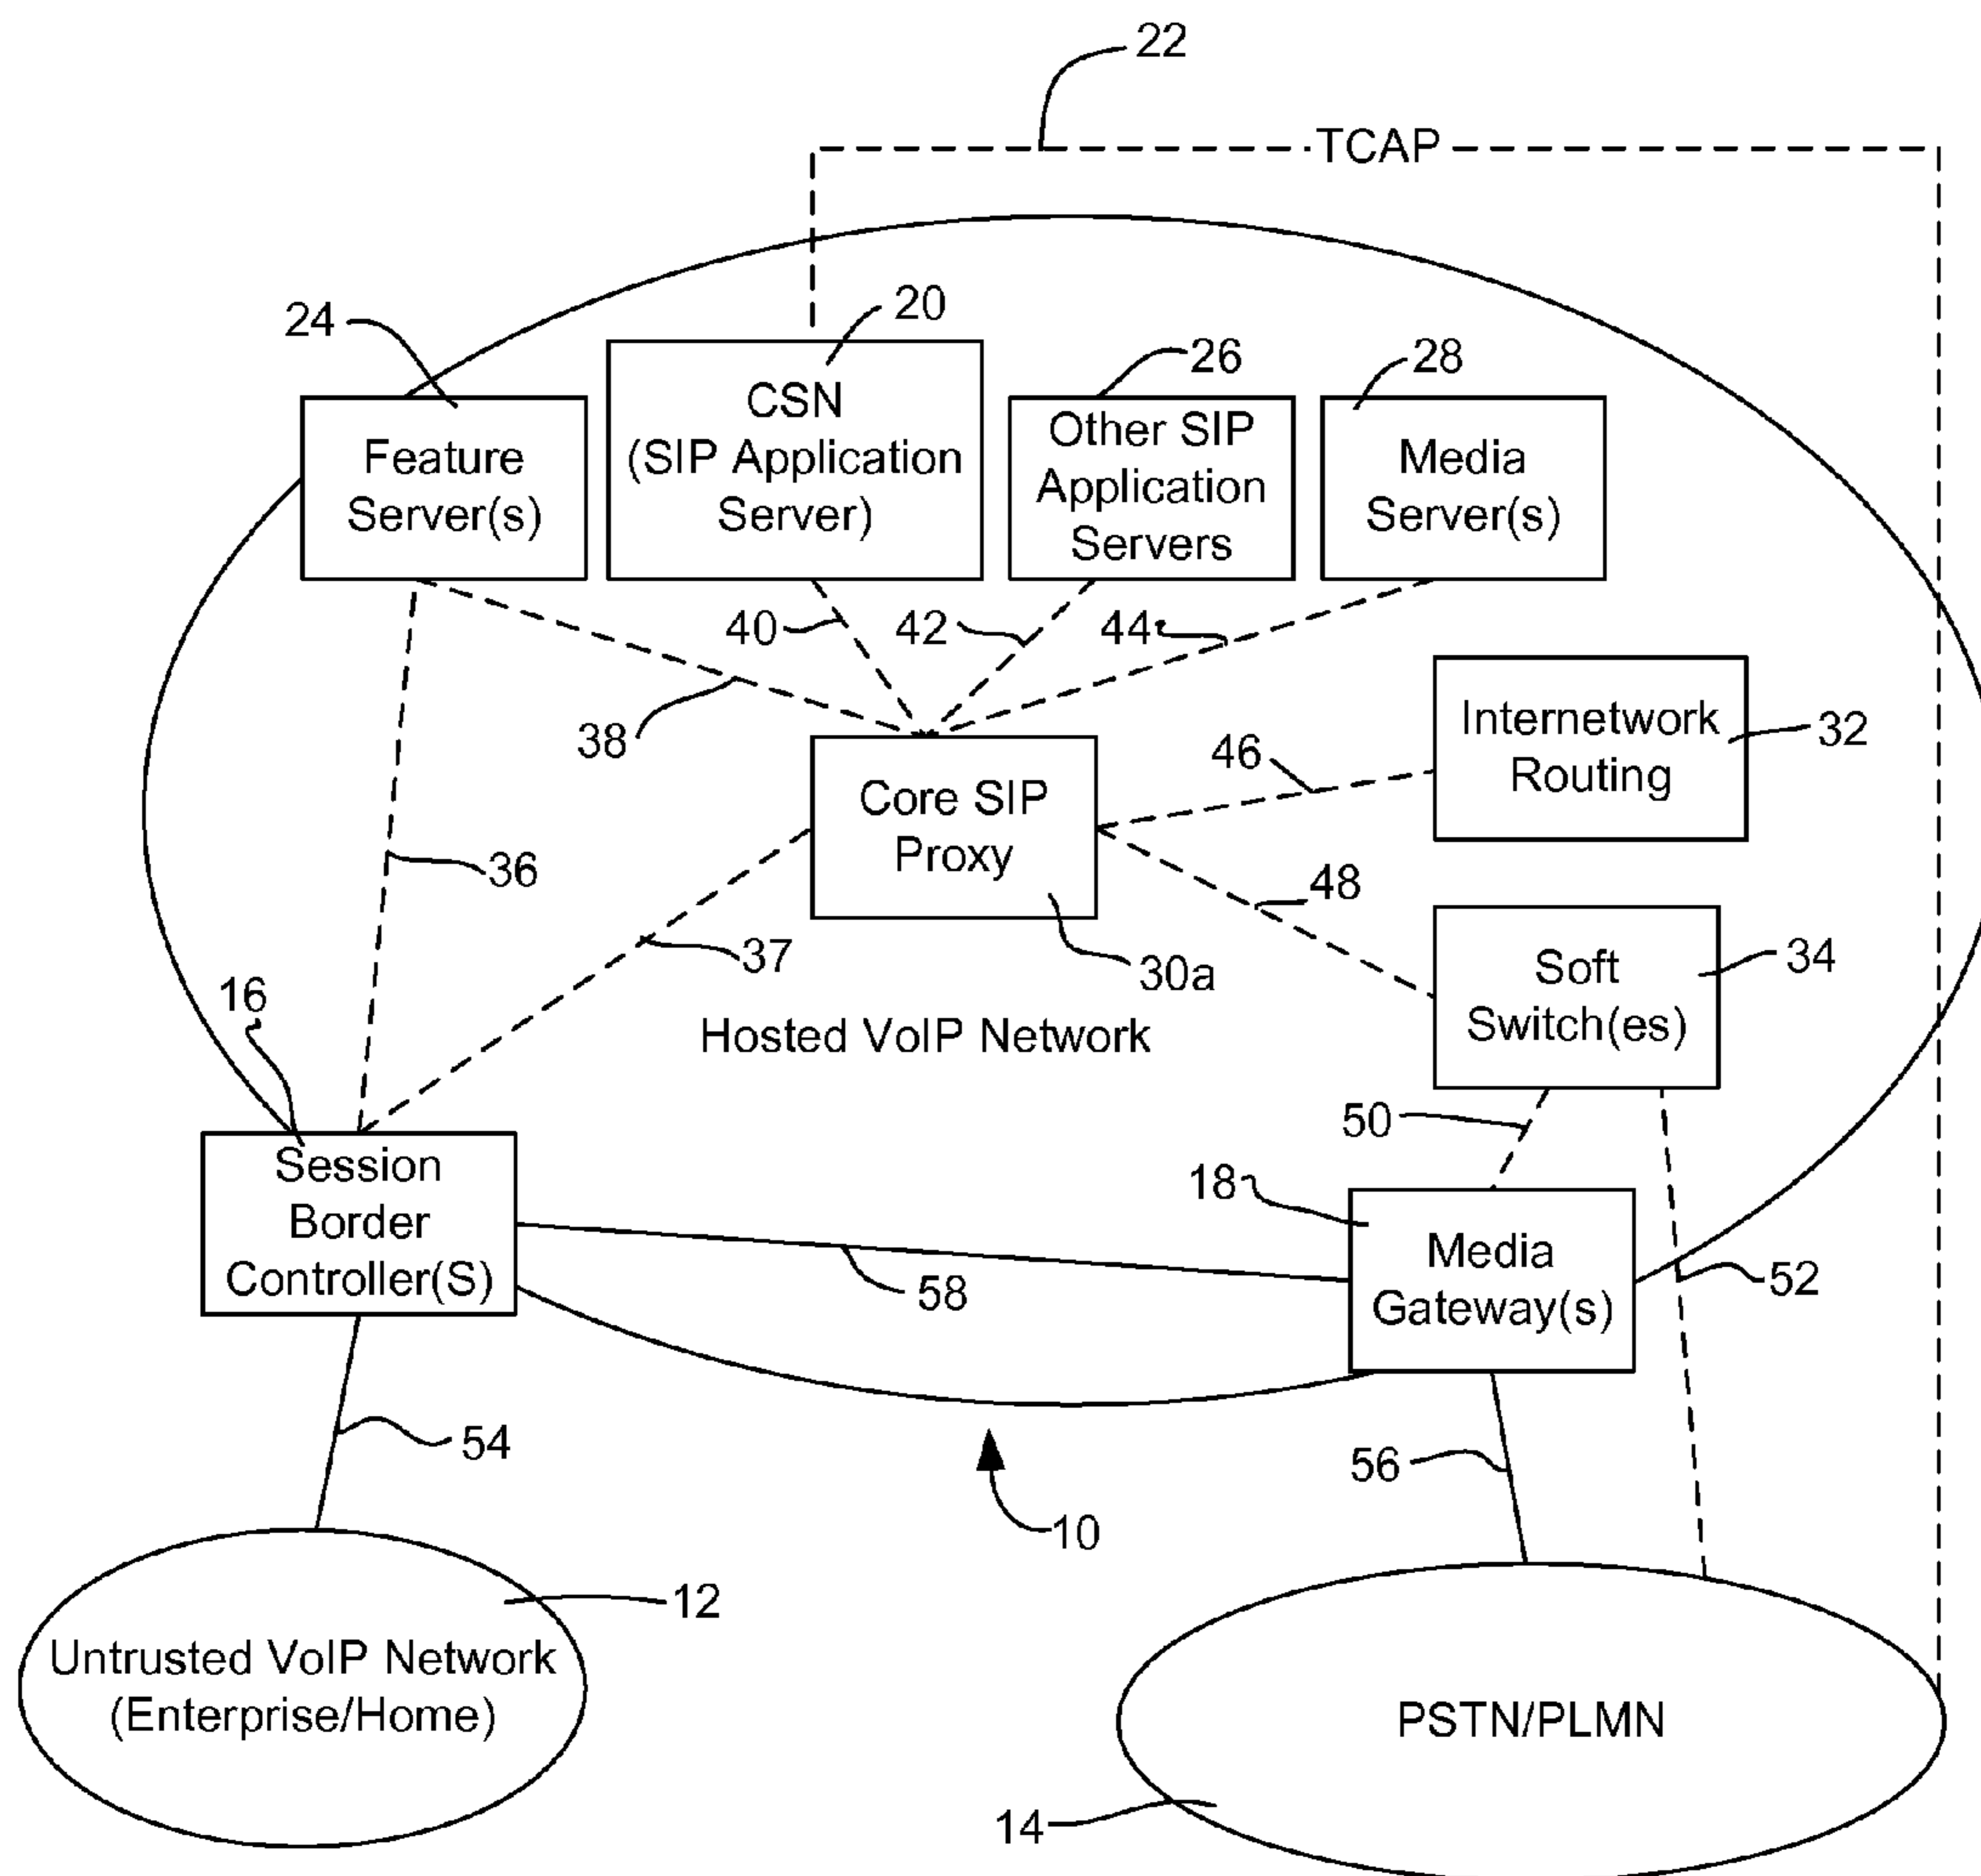 22
TCAP
24
20
26
28
Feature
Server(s)
CSN
(SIP Application
Server)
Other SIP
Application
Servers
Media
Server(s)
40
42
44
38
46
Internetwork
Routing
32
Core SIP
Proxy
36
48
37
30a
Soft
Switch(es)
34
16
Hosted VoIP Network
50
Session
Border
Controller(S)
18
Media
Gateway(s)
58
52
54
56
10
12
Untrusted VoIP Network
(Enterprise/Home)
PSTN/PLMN
14